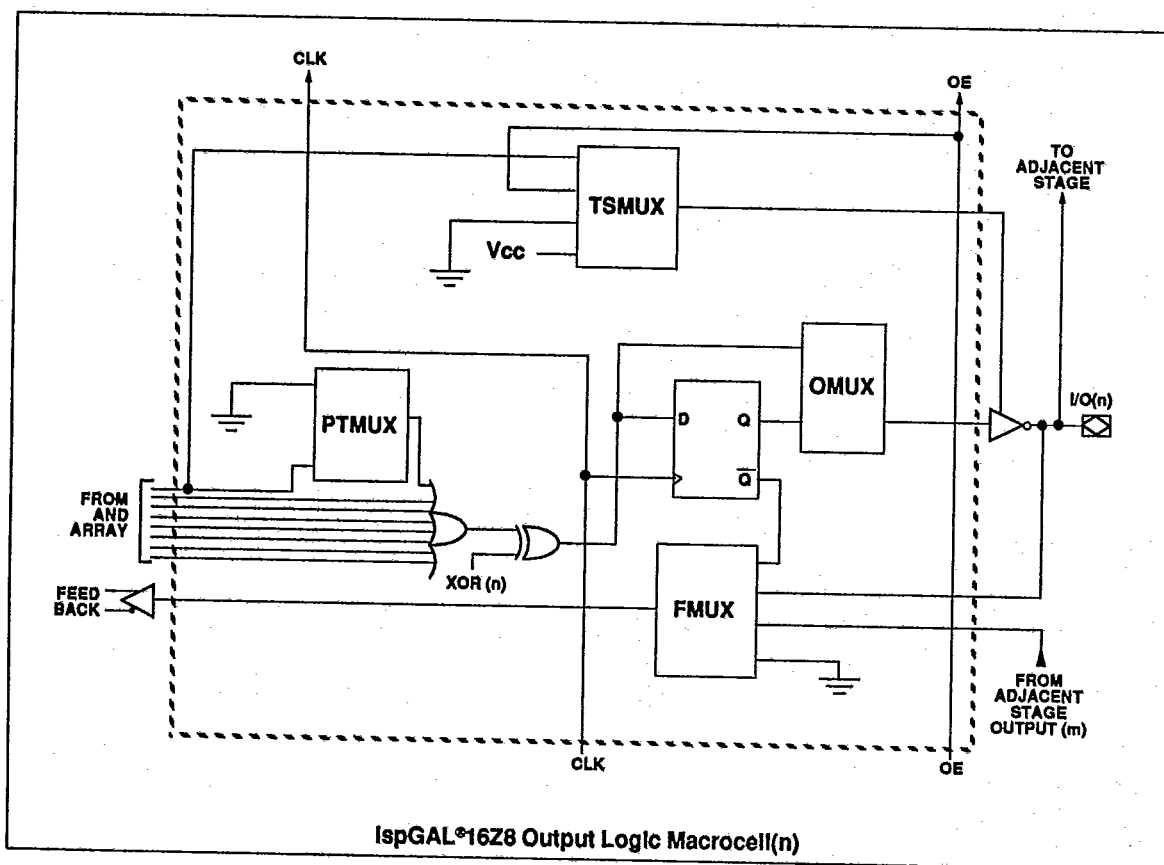 CLK
OE
TO
ADJACENT
STAGE
TSMUX
Vcc
OMUX
I/O(n)
PTMUX
D
Q
Q̅
FROM
AND
ARRAY
XOR (n)
FEED
BACK
FMUX
FROM
ADJACENT
STAGE
OUTPUT (m)
CLK
OE
IspGAL®16Z8 Output Logic Macrocell(n)